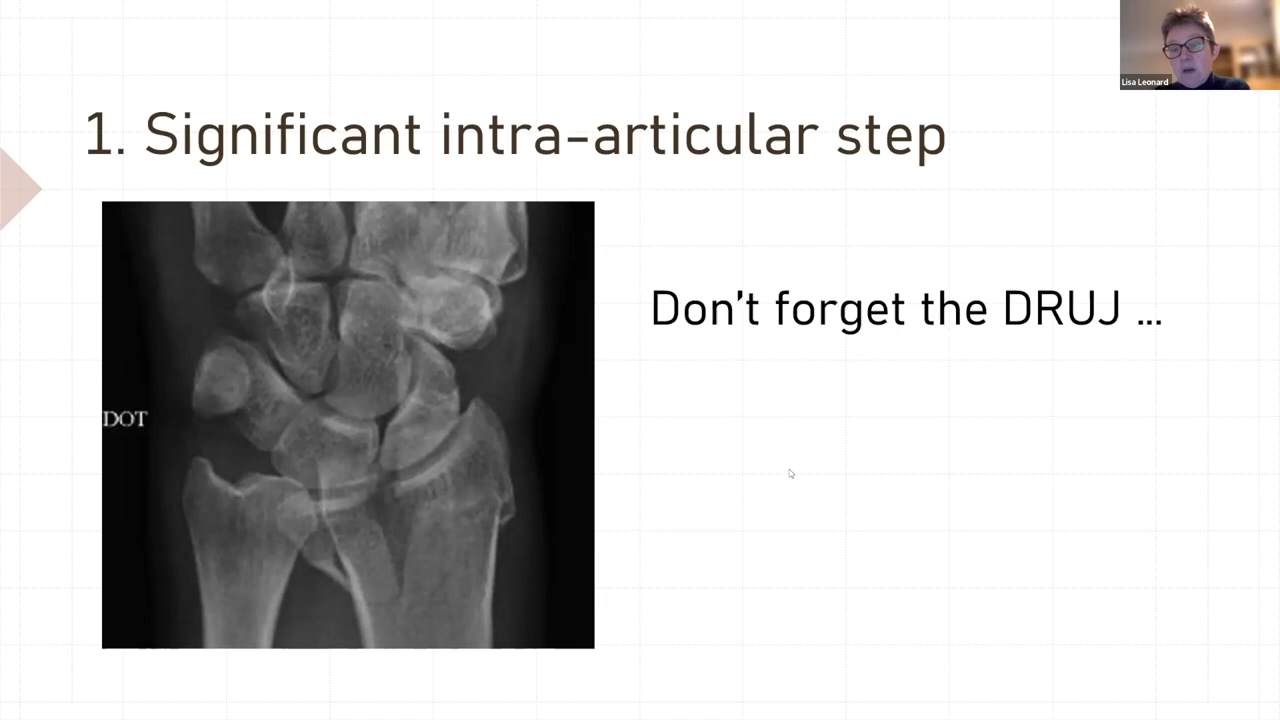 Lisa Leonard
1. Significant intra-articular step
Don't forget the DRUJ ...
DOT